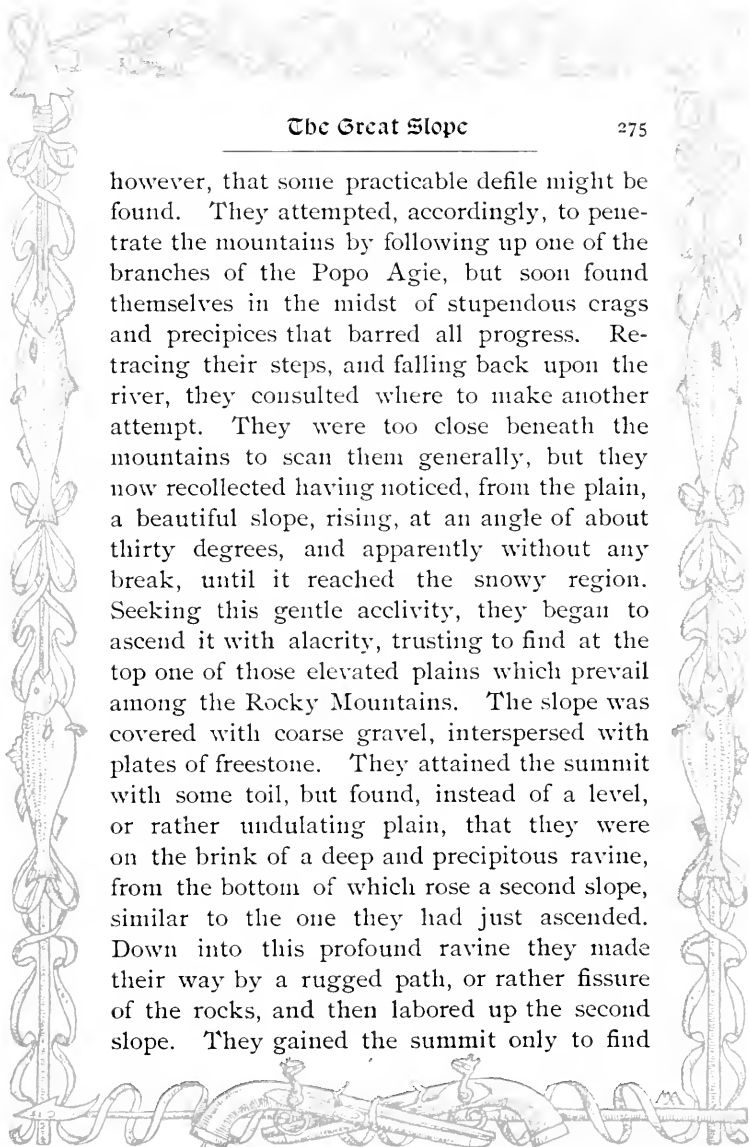 The Great Slope 275
however, that some practicable defile might be
found. They attempted, accordingly, to pene-
trate the mountains by following up one of the
branches of the Popo Agie, but soon found
themselves in the midst of stupendous crags
and precipices that barred all progress. Re-
tracing their steps, and falling back upon the
river, they consulted where to make another
attempt. They were too close beneath the
mountains to scan them generally, but they
now recollected having noticed, from the plain,
a beautiful slope, rising, at an angle of about
thirty degrees, and apparently without any
break, until it reached the snowy region.
Seeking this gentle acclivity, they began to
ascend it with alacrity, trusting to find at the
top one of those elevated plains which prevail
among the Rocky Mountains. The slope was
covered with coarse gravel, interspersed with
plates of freestone. They attained the summit
with some toil, but found, instead of a level,
or rather undulating plain, that they were
on the brink of a deep and precipitous ravine,
from the bottom of which rose a second slope,
similar to the one they had just ascended.
Down into this profound ravine they made
their way by a rugged path, or rather fissure
of the rocks, and then labored up the second
slope. They gained the summit only to find